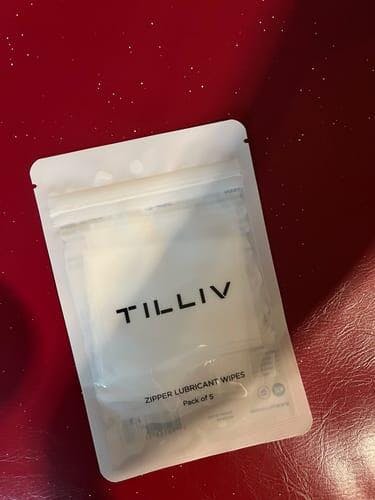 TILLIV
ZIPPER LUBRICANT WIPES
Pack of 5